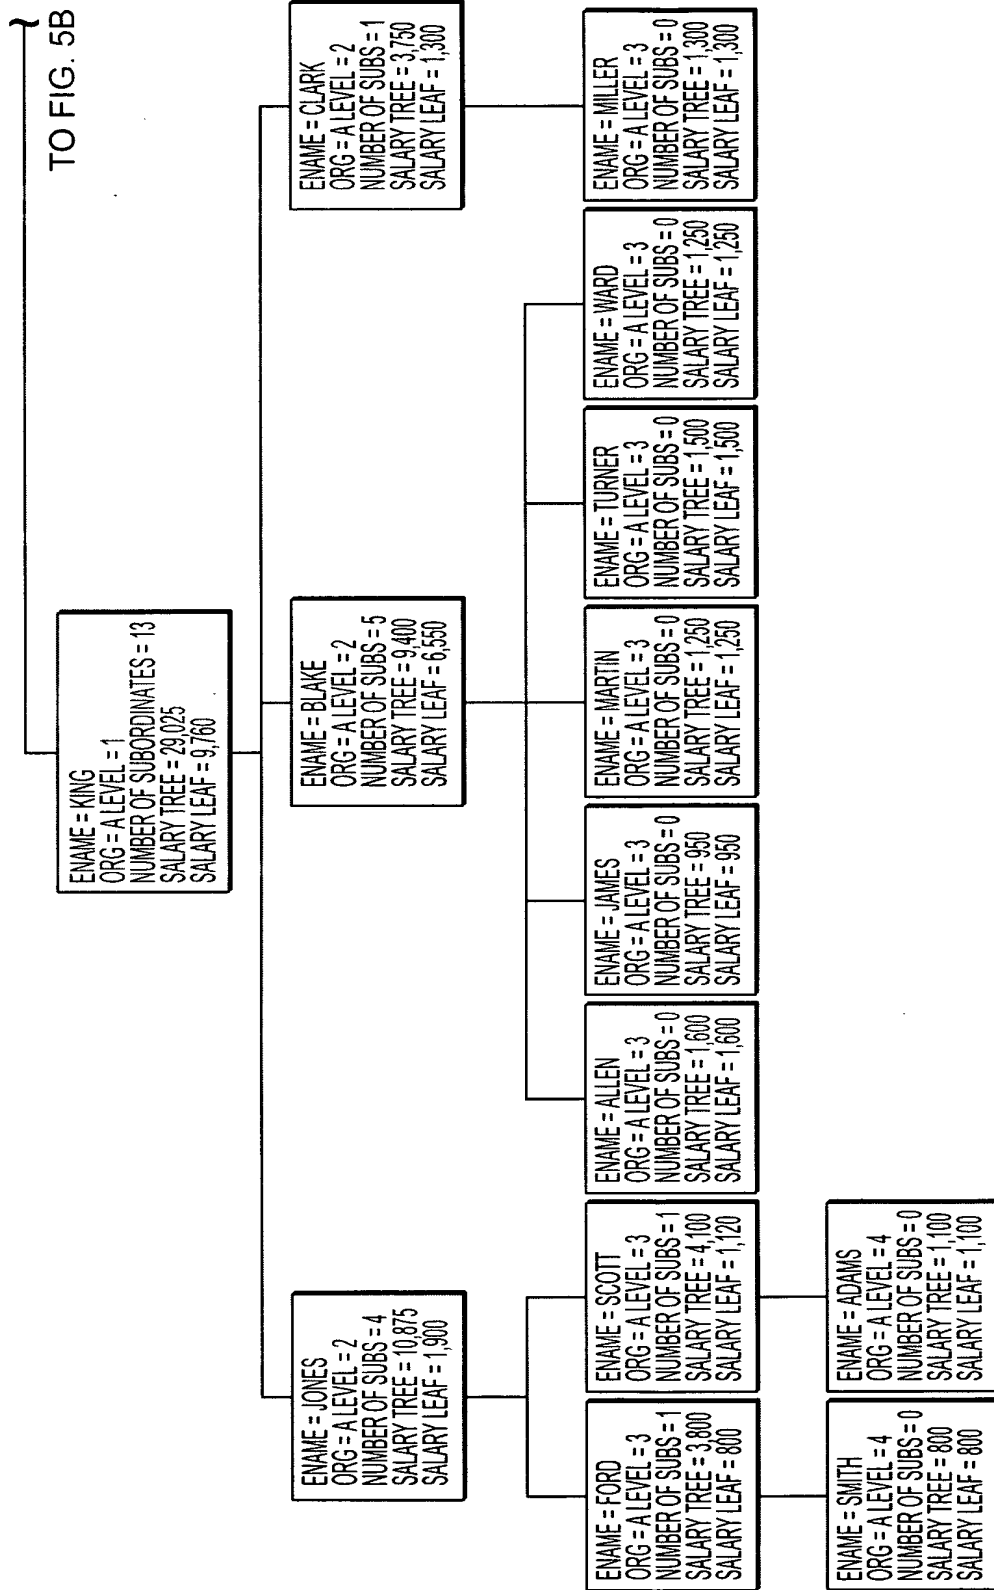 TO FIG. 5B
ENAME = KING
ORG = A LEVEL = 1
NUMBER OF SUBORDINATES = 13
SALARY TREE = 29,025
SALARY LEAF = 9,760
ENAME = JONES
ORG = A LEVEL = 2
NUMBER OF SUBS = 4
SALARY TREE = 10,875
SALARY LEAF = 1,900
ENAME = BLAKE
ORG = A LEVEL = 2
NUMBER OF SUBS = 5
SALARY TREE = 9,400
SALARY LEAF = 6,550
ENAME = CLARK
ORG = A LEVEL = 2
NUMBER OF SUBS = 1
SALARY TREE = 3,750
SALARY LEAF = 1,300
ENAME = FORD
ORG = A LEVEL = 3
NUMBER OF SUBS = 1
SALARY TREE = 3,800
SALARY LEAF = 800
ENAME = SCOTT
ORG = A LEVEL = 3
NUMBER OF SUBS = 1
SALARY TREE = 4,100
SALARY LEAF = 1,120
ENAME = ALLEN
ORG = A LEVEL = 3
NUMBER OF SUBS = 0
SALARY TREE = 1,600
SALARY LEAF = 1,600
ENAME = JAMES
ORG = A LEVEL = 3
NUMBER OF SUBS = 0
SALARY TREE = 950
SALARY LEAF = 950
ENAME = MARTIN
ORG = A LEVEL = 3
NUMBER OF SUBS = 0
SALARY TREE = 1,250
SALARY LEAF = 1,250
ENAME = TURNER
ORG = A LEVEL = 3
NUMBER OF SUBS = 0
SALARY TREE = 1,500
SALARY LEAF = 1,500
ENAME = WARD
ORG = A LEVEL = 3
NUMBER OF SUBS = 0
SALARY TREE = 1,250
SALARY LEAF = 1,250
ENAME = MILLER
ORG = A LEVEL = 3
NUMBER OF SUBS = 0
SALARY TREE = 1,300
SALARY LEAF = 1,300
ENAME = SMITH
ORG = A LEVEL = 4
NUMBER OF SUBS = 0
SALARY TREE = 800
SALARY LEAF = 800
ENAME = ADAMS
ORG = A LEVEL = 4
NUMBER OF SUBS = 0
SALARY TREE = 1,100
SALARY LEAF = 1,100